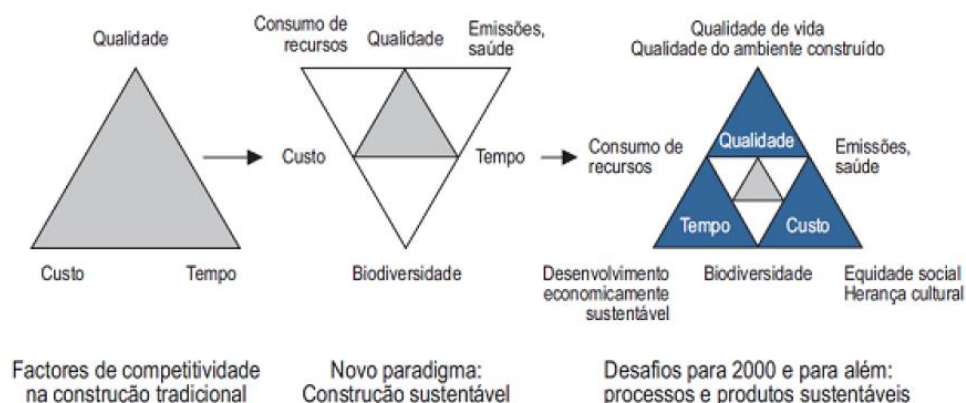 Qualidade
Custo
Tempo
Factores de competitividade
na construção tradicional
Consumo de
recursos
Qualidade
Emissões,
saúde
Custo
Tempo
Biodiversidade
Novo paradigma:
Construção sustentável
Qualidade de vida
Qualidade do ambiente construído
Consumo de
recursos
Qualidade
Emissões,
saúde
Tempo
Custo
Desenvolvimento
economicamente
sustentável
Biodiversidade
Equidade social
Herança cultural
Desafios para 2000 e para além:
processos e produtos sustentáveis